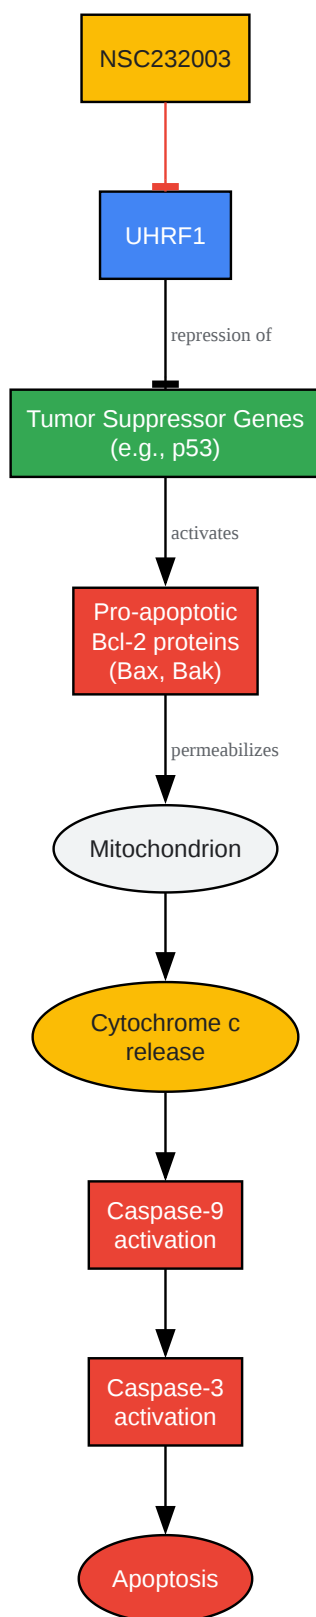 NSC232003
UHRF1
repression of
Tumor Suppressor Genes
(e.g., p53)
activates
Pro-apoptotic
Bcl-2 proteins
(Bax, Bak)
permeabilizes
Mitochondrion
Cytochrome c
release
Caspase-9
activation
Caspase-3
activation
Apoptosis